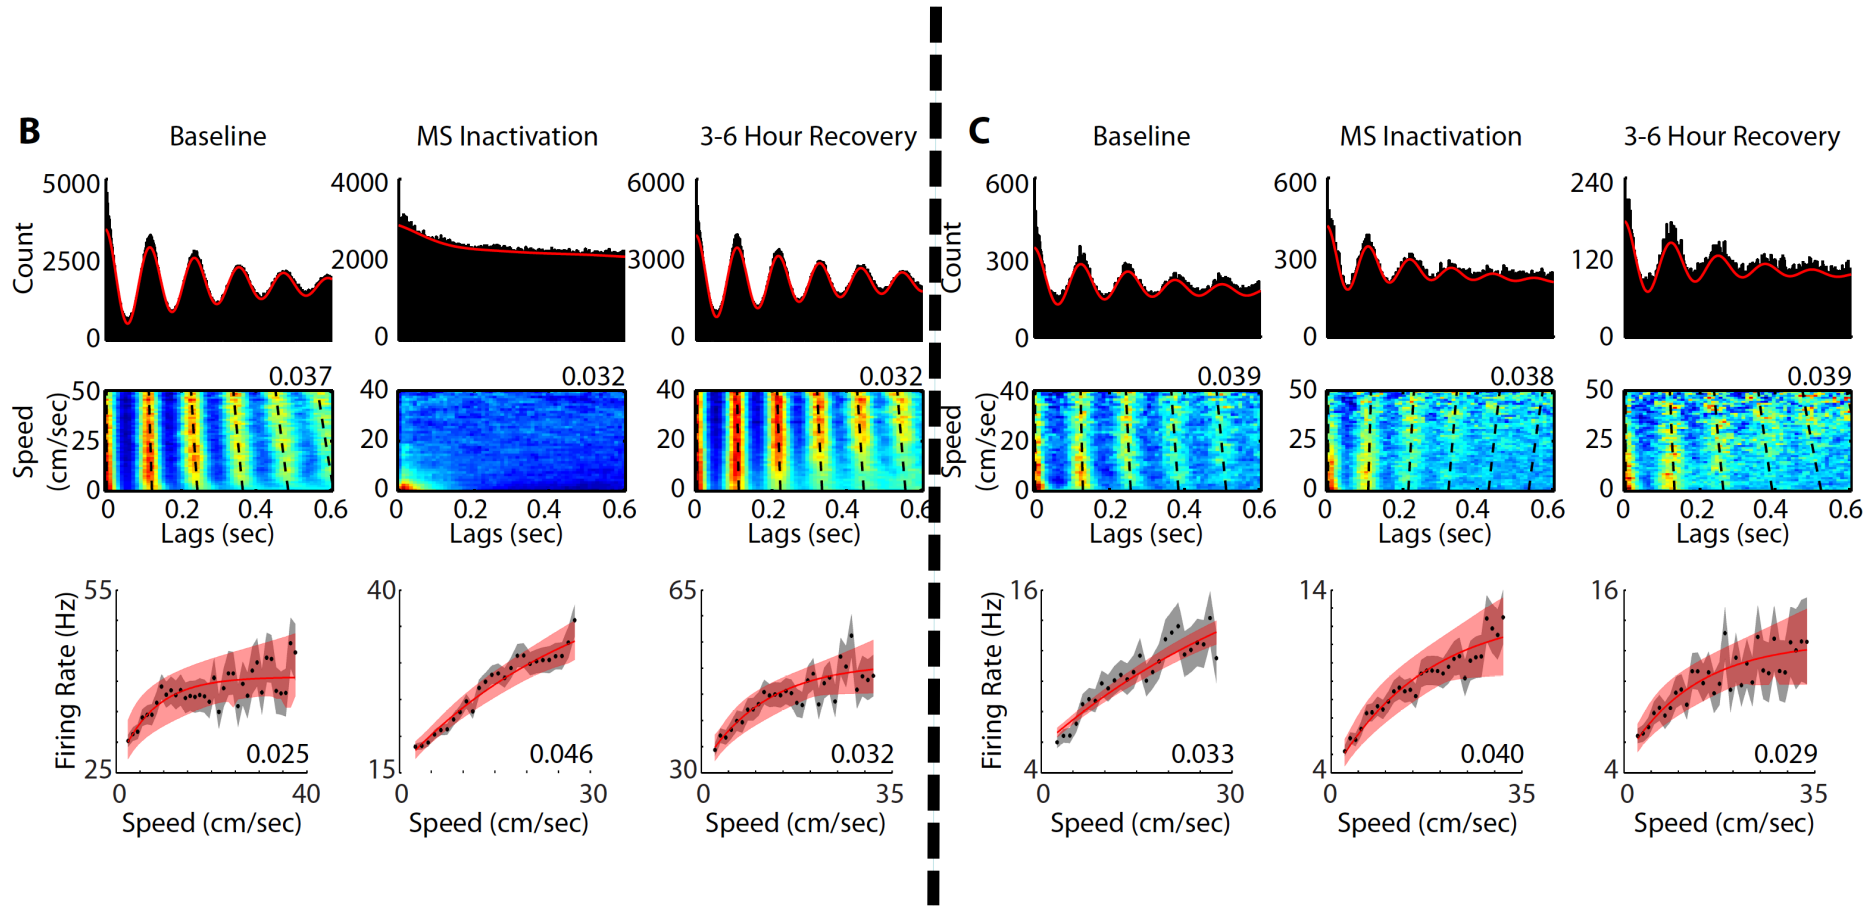 B
Baseline
MS Inactivation
3-6 Hour Recovery
Count
5000
2500
0
4000
2000
0
6000
3000
0
Speed
(cm/sec)
0.037
50
25
0
0 0.2 0.4 0.6
Lags (sec)
0.032
40
20
0
0 0.2 0.4 0.6
Lags (sec)
0.032
40
20
0
0 0.2 0.4 0.6
Lags (sec)
Firing Rate (Hz)
55
25
0.025
0 40
Speed (cm/sec)
40
15
0.046
0 30
Speed (cm/sec)
65
30
0.032
0 35
Speed (cm/sec)
C
Baseline
MS Inactivation
3-6 Hour Recovery
Count
600
300
0
600
300
0
240
120
0
Speed
(cm/sec)
0.039
40
20
0
0 0.2 0.4 0.6
Lags (sec)
0.038
50
25
0
0 0.2 0.4 0.6
Lags (sec)
0.039
50
25
0
0 0.2 0.4 0.6
Lags (sec)
Firing Rate (Hz)
16
4
0.033
0 30
Speed (cm/sec)
14
4
0.040
0 35
Speed (cm/sec)
16
4
0.029
0 35
Speed (cm/sec)